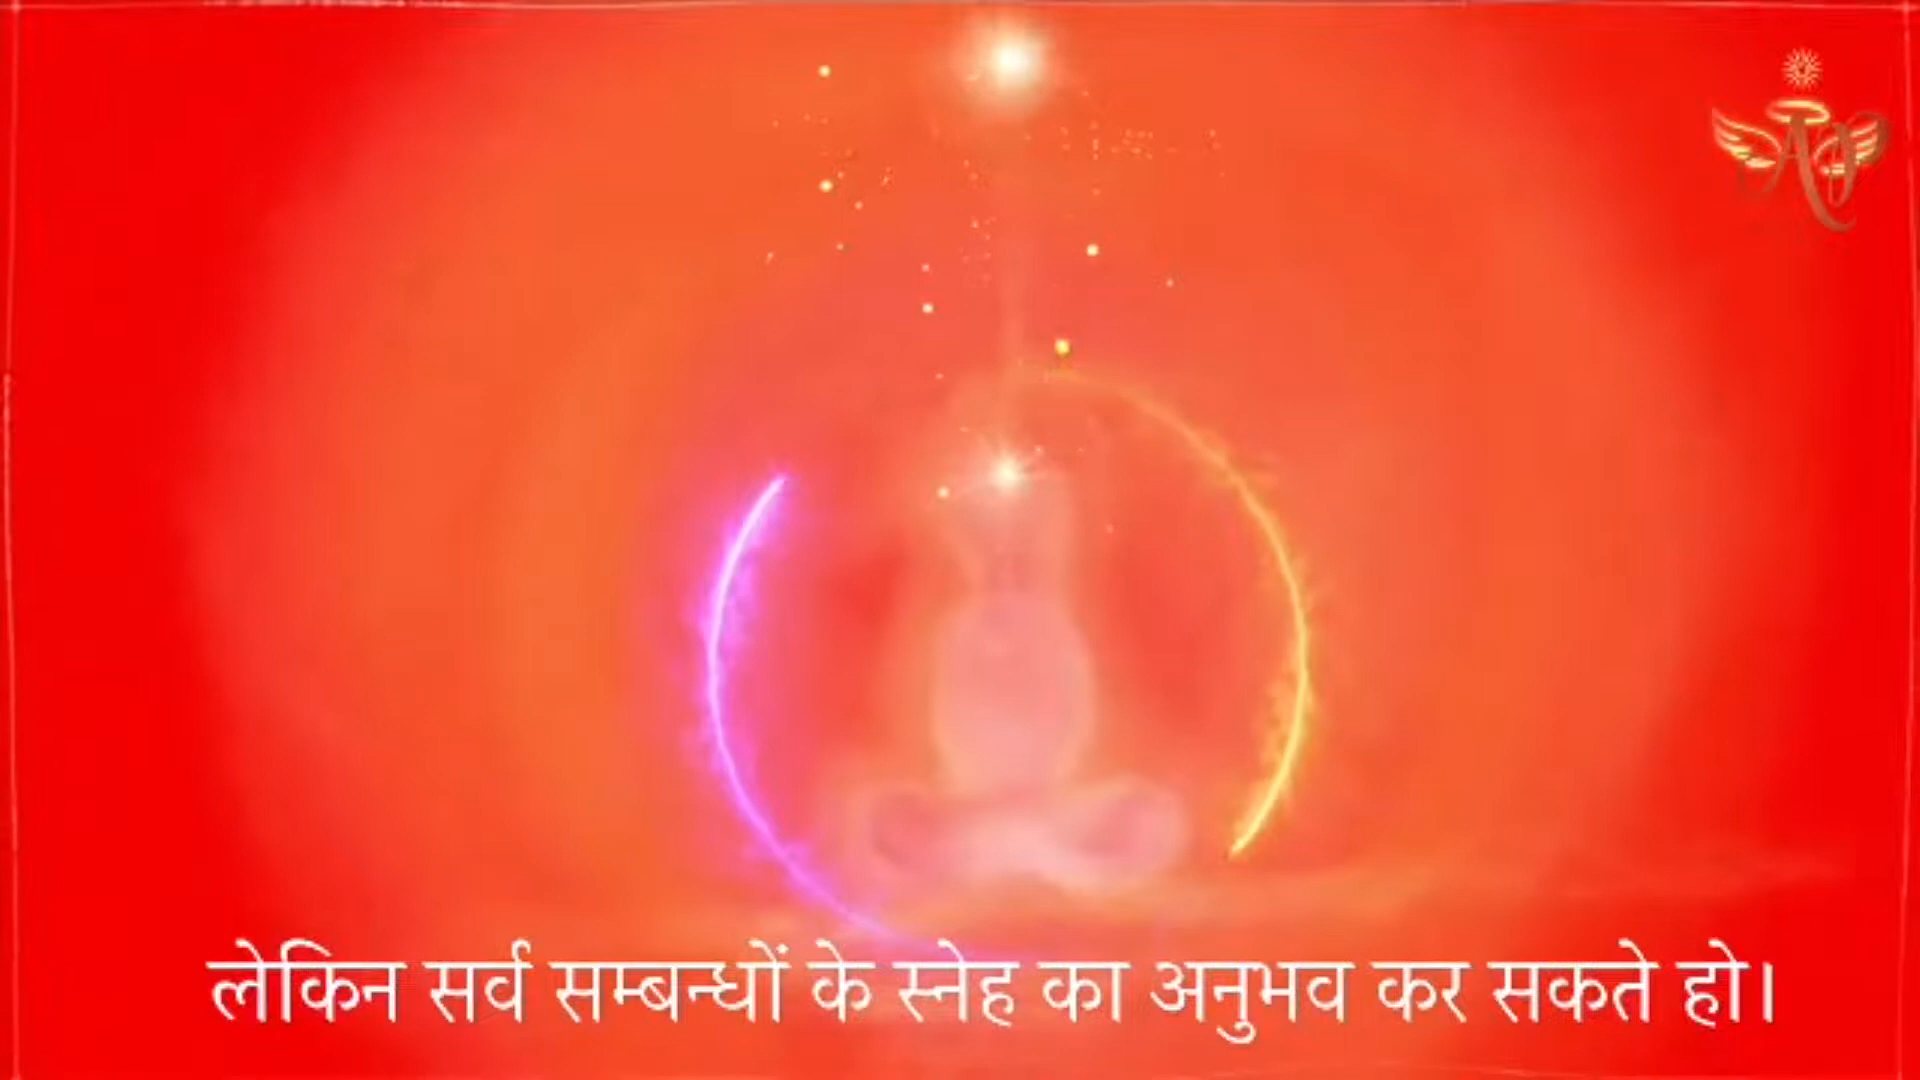 लेकिन सर्व सम्बन्धों के स्नेह का अनुभव कर सकते हो।